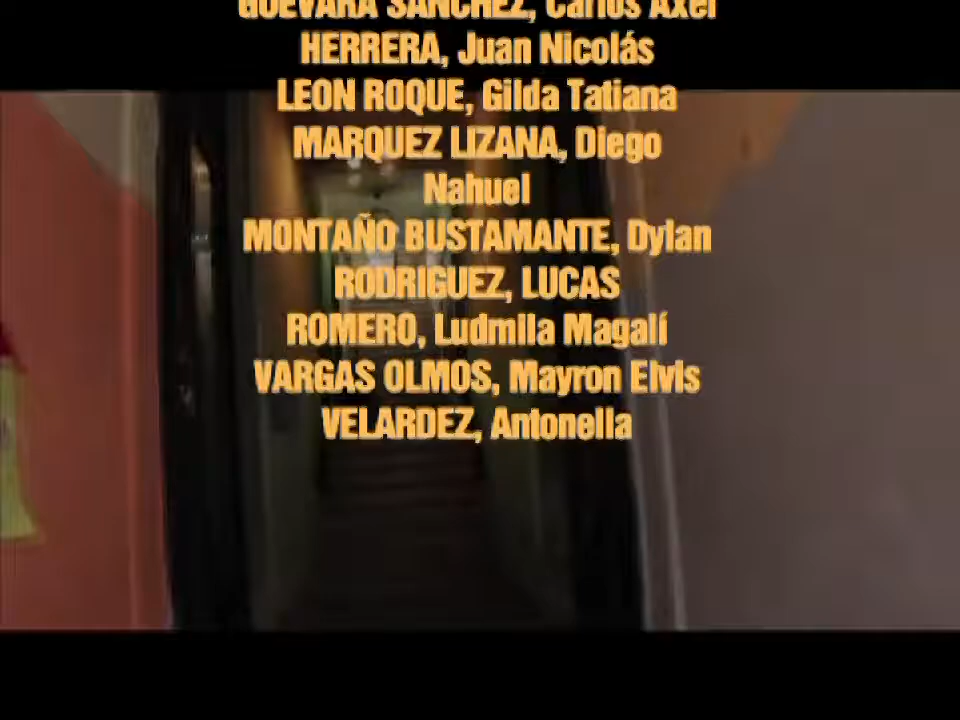 GUEVARA SANCHEZ, Carlos Axel
HERRERA, Juan Nicolás
LEON ROQUE, Gilda Tatiana
MARQUEZ LIZANA, Diego
Nahuel
MONTAÑO BUSTAMANTE, Dylan
RODRIGUEZ, LUCAS
ROMERO, Ludmila Magalí
VARGAS OLMOS, Mayron Elvis
VELARDEZ, Antonella